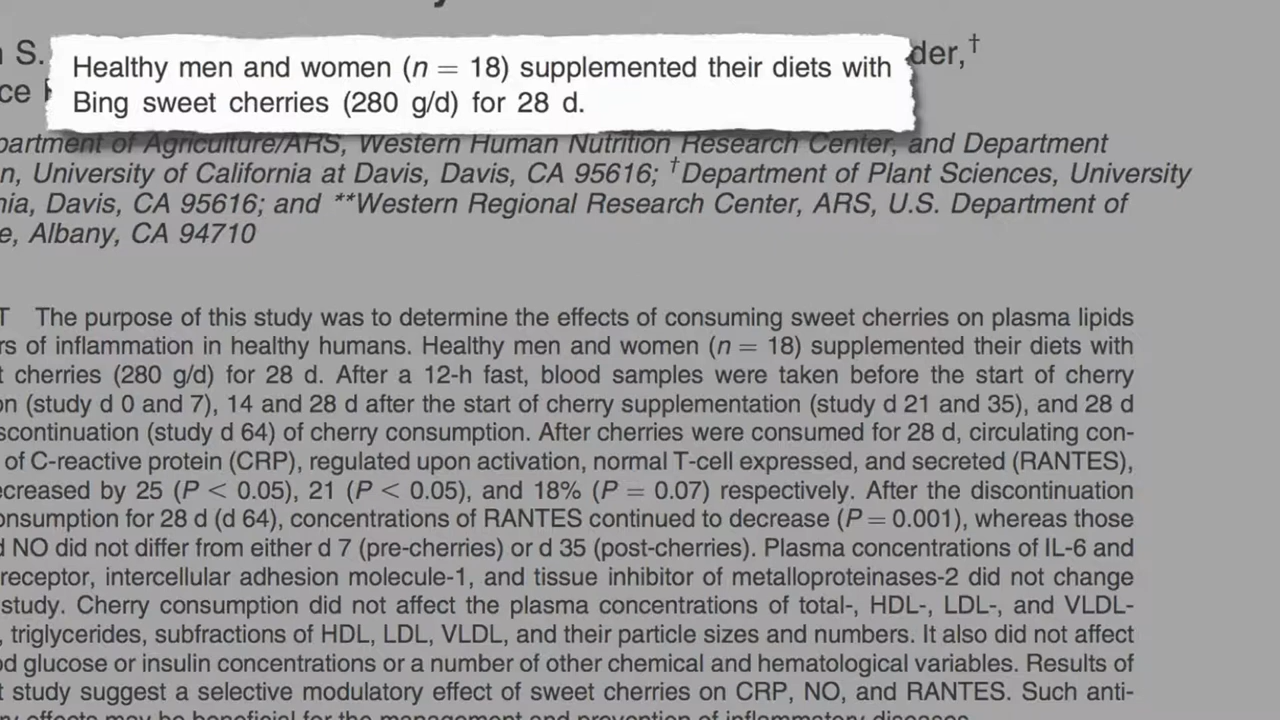 S.
Healthy men and women (n = 18) supplemented their diets with
der,†
Bing sweet cherries (280 g/d) for 28 d.
ce
partment of Agriculture/ARS, Western Human Nutrition Research Center, and Department
n, University of California at Davis, Davis, CA 95616; †Department of Plant Sciences, University
nia, Davis, CA 95616; and **Western Regional Research Center, ARS, U.S. Department of
e, Albany, CA 94710
T The purpose of this study was to determine the effects of consuming sweet cherries on plasma lipids
rs of inflammation in healthy humans. Healthy men and women (n = 18) supplemented their diets with
t cherries (280 g/d) for 28 d. After a 12-h fast, blood samples were taken before the start of cherry
on (study d 0 and 7), 14 and 28 d after the start of cherry supplementation (study d 21 and 35), and 28 d
scontinuation (study d 64) of cherry consumption. After cherries were consumed for 28 d, circulating con-
of C-reactive protein (CRP), regulated upon activation, normal T-cell expressed, and secreted (RANTES),
ecreased by 25 (P < 0.05), 21 (P < 0.05), and 18% (P = 0.07) respectively. After the discontinuation
onsumption for 28 d (d 64), concentrations of RANTES continued to decrease (P = 0.001), whereas those
d NO did not differ from either d 7 (pre-cherries) or d 35 (post-cherries). Plasma concentrations of IL-6 and
receptor, intercellular adhesion molecule-1, and tissue inhibitor of metalloproteinases-2 did not change
study. Cherry consumption did not affect the plasma concentrations of total-, HDL-, LDL-, and VLDL-
, triglycerides, subfractions of HDL, LDL, VLDL, and their particle sizes and numbers. It also did not affect
od glucose or insulin concentrations or a number of other chemical and hematological variables. Results of
t study suggest a selective modulatory effect of sweet cherries on CRP, NO, and RANTES. Such anti-
ry effects may be beneficial for the management and prevention of inflammatory diseases.